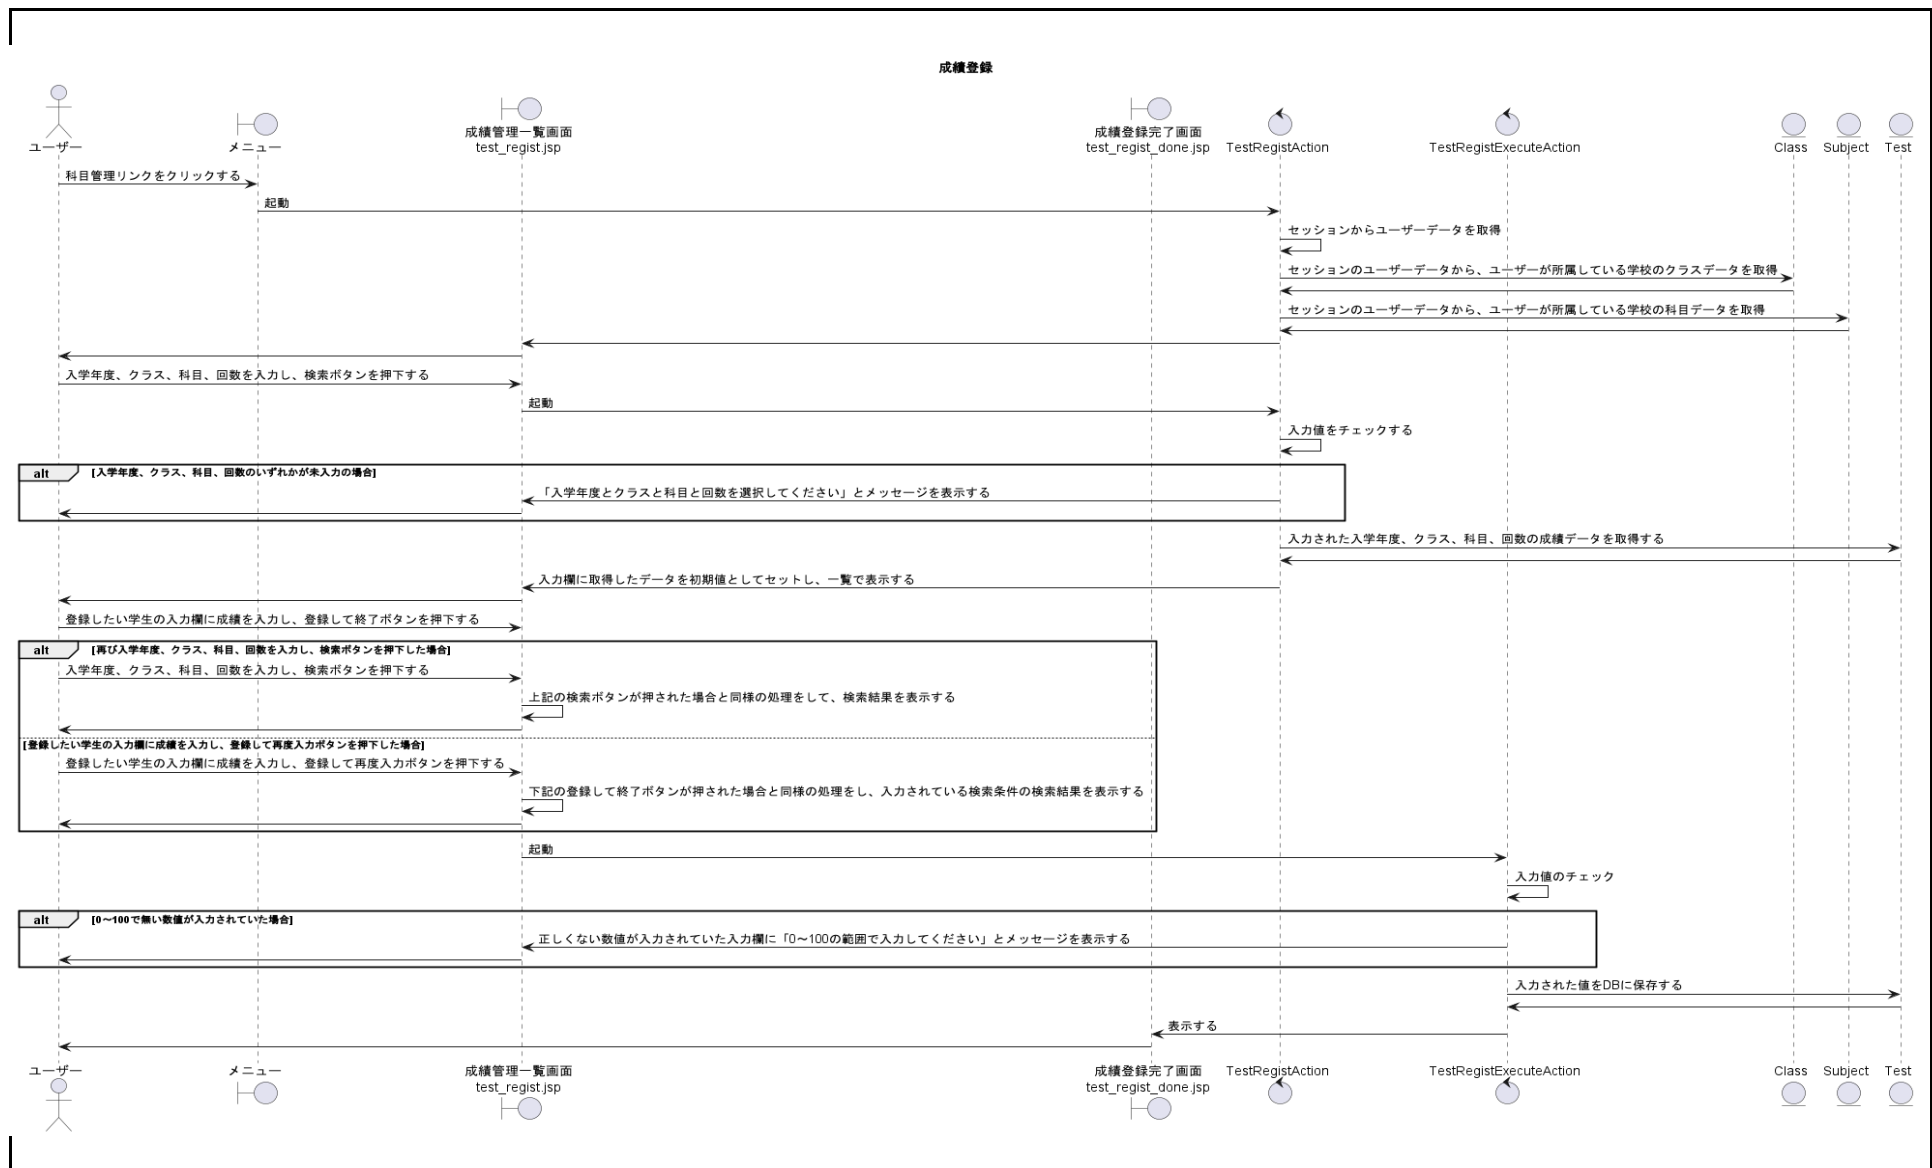 成績登録
ユーザー
メニュー
成績管理一覧画面
test_regist.jsp
成績登録完了画面
test_regist_done.jsp
TestRegistAction
TestRegistExecuteAction
Class
Subject
Test
科目管理リンクをクリックする
起動
セッションからユーザーデータを取得
セッションのユーザーデータから、ユーザーが所属している学校のクラスデータを取得
セッションのユーザーデータから、ユーザーが所属している学校の科目データを取得
入学年度、クラス、科目、回数を入力し、検索ボタンを押下する
起動
入力値をチェックする
alt [入学年度、クラス、科目、回数のいずれかが未入力の場合]
「入学年度とクラスと科目と回数を選択してください」とメッセージを表示する
入力された入学年度、クラス、科目、回数の成績データを取得する
入力欄に取得したデータを初期値としてセットし、一覧で表示する
登録したい学生の入力欄に成績を入力し、登録して終了ボタンを押下する
alt [再び入学年度、クラス、科目、回数を入力し、検索ボタンを押下した場合]
入学年度、クラス、科目、回数を入力し、検索ボタンを押下する
上記の検索ボタンが押された場合と同様の処理をして、検索結果を表示する
[登録したい学生の入力欄に成績を入力し、登録して再度入力ボタンを押下した場合]
登録したい学生の入力欄に成績を入力し、登録して再度入力ボタンを押下する
下記の登録して終了ボタンが押された場合と同様の処理をし、入力されている検索条件の検索結果を表示する
起動
入力値のチェック
alt [0～100で無い数値が入力されていた場合]
正しくない数値が入力されていた入力欄に「0～100の範囲で入力してください」とメッセージを表示する
入力された値をDBに保存する
表示する
ユーザー
メニュー
成績管理一覧画面
test_regist.jsp
成績登録完了画面
test_regist_done.jsp
TestRegistAction
TestRegistExecuteAction
Class
Subject
Test